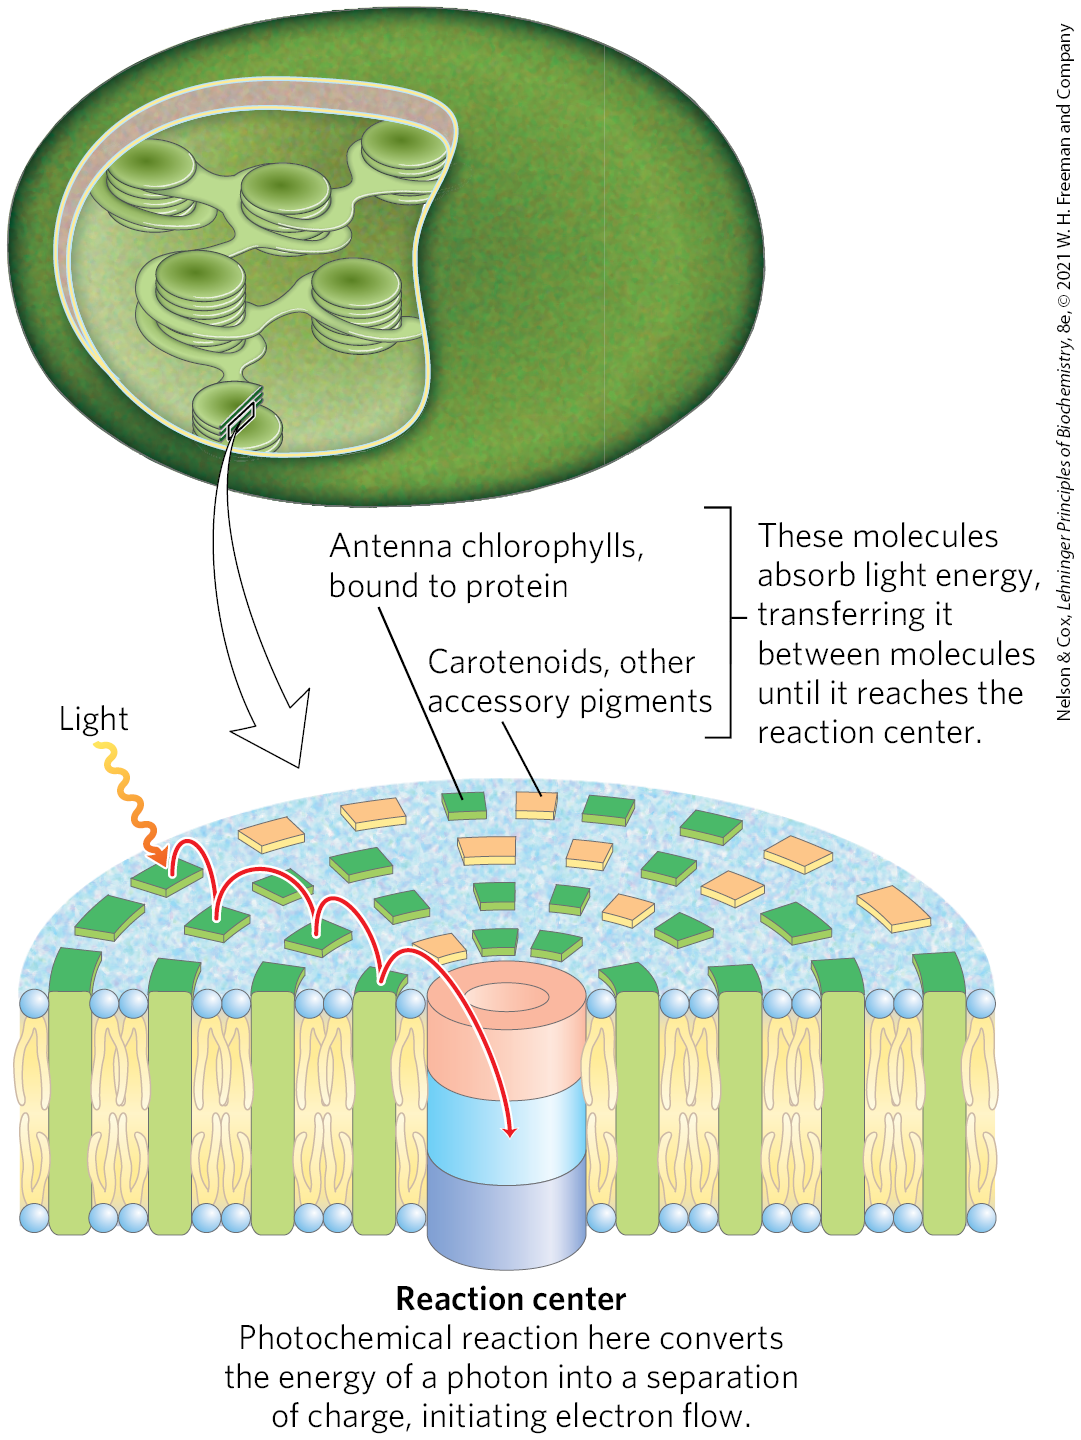 Nelson & Cox, Lehninger Principles of Biochemistry, 8e, © 2021 W. H. Freeman and Company
Antenna chlorophylls,
bound to protein
Carotenoids, other
accessory pigments
These molecules
absorb light energy,
transferring it
between molecules
until it reaches the
reaction center.
Light
Reaction center
Photochemical reaction here converts
the energy of a photon into a separation
of charge, initiating electron flow.